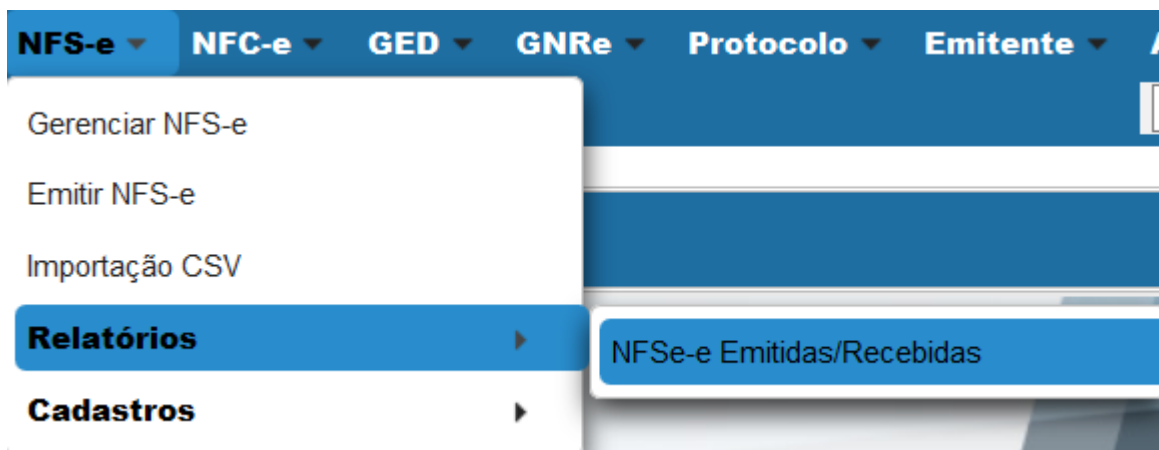 NFS-e NFC-e GED GNRe Protocolo Emitente
Gerenciar NFS-e
Emitir NFS-e
Importação CSV
Relatórios
NFSe-e Emitidas/Recebidas
Cadastros